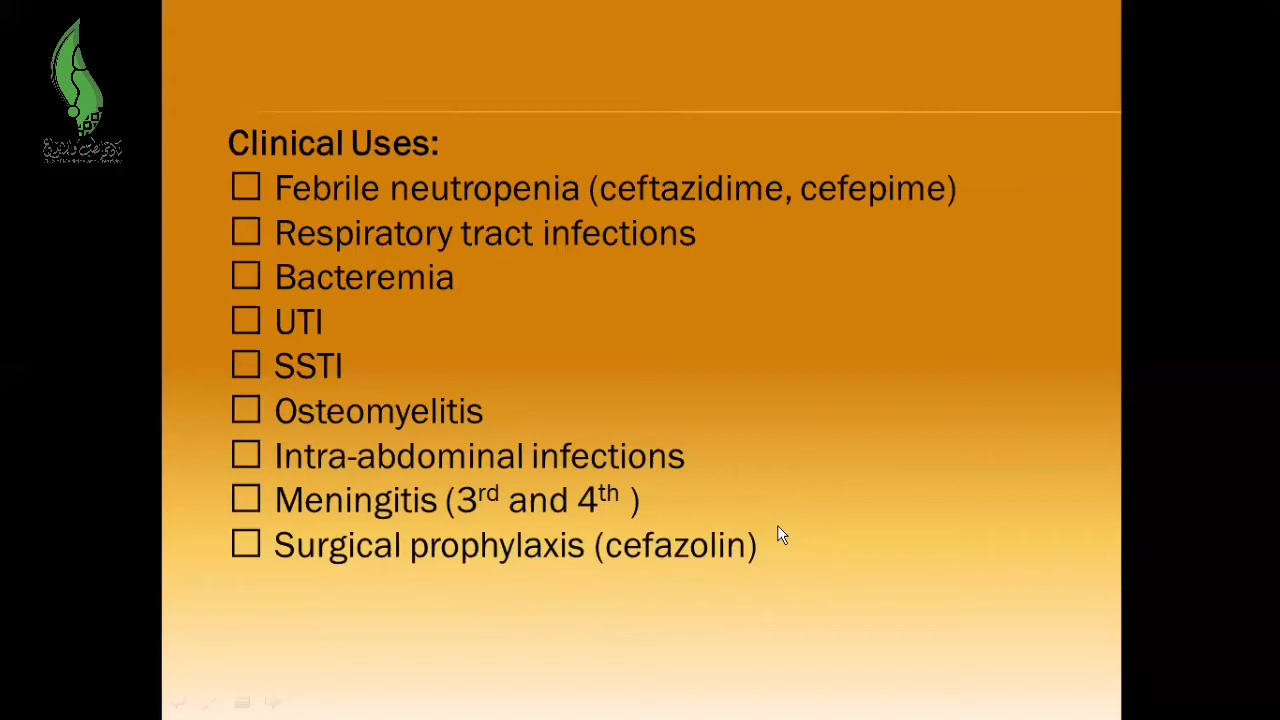 Clinical Uses:
☐ Febrile neutropenia (ceftazidime, cefepime)
☐ Respiratory tract infections
☐ Bacteremia
☐ UTI
☐ SSTI
☐ Osteomyelitis
☐ Intra-abdominal infections
☐ Meningitis (3rd and 4th )
☐ Surgical prophylaxis (cefazolin)